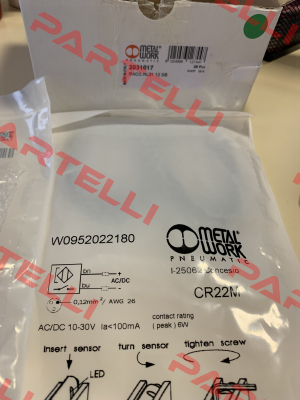 METAL
WORK
2031017
PARTELLI
W0952022180
METAL
WORK
PNEUMATIC
I-25062 Concesio
bn
+
AC/DC
bu
-
0,12mm²/ AWG 26
CR22M
contact rating
( peak ) 6W
AC/DC 10-30V Ia<100mA
insert sensor
turn sensor
tighten screw
LED
PARTELLI